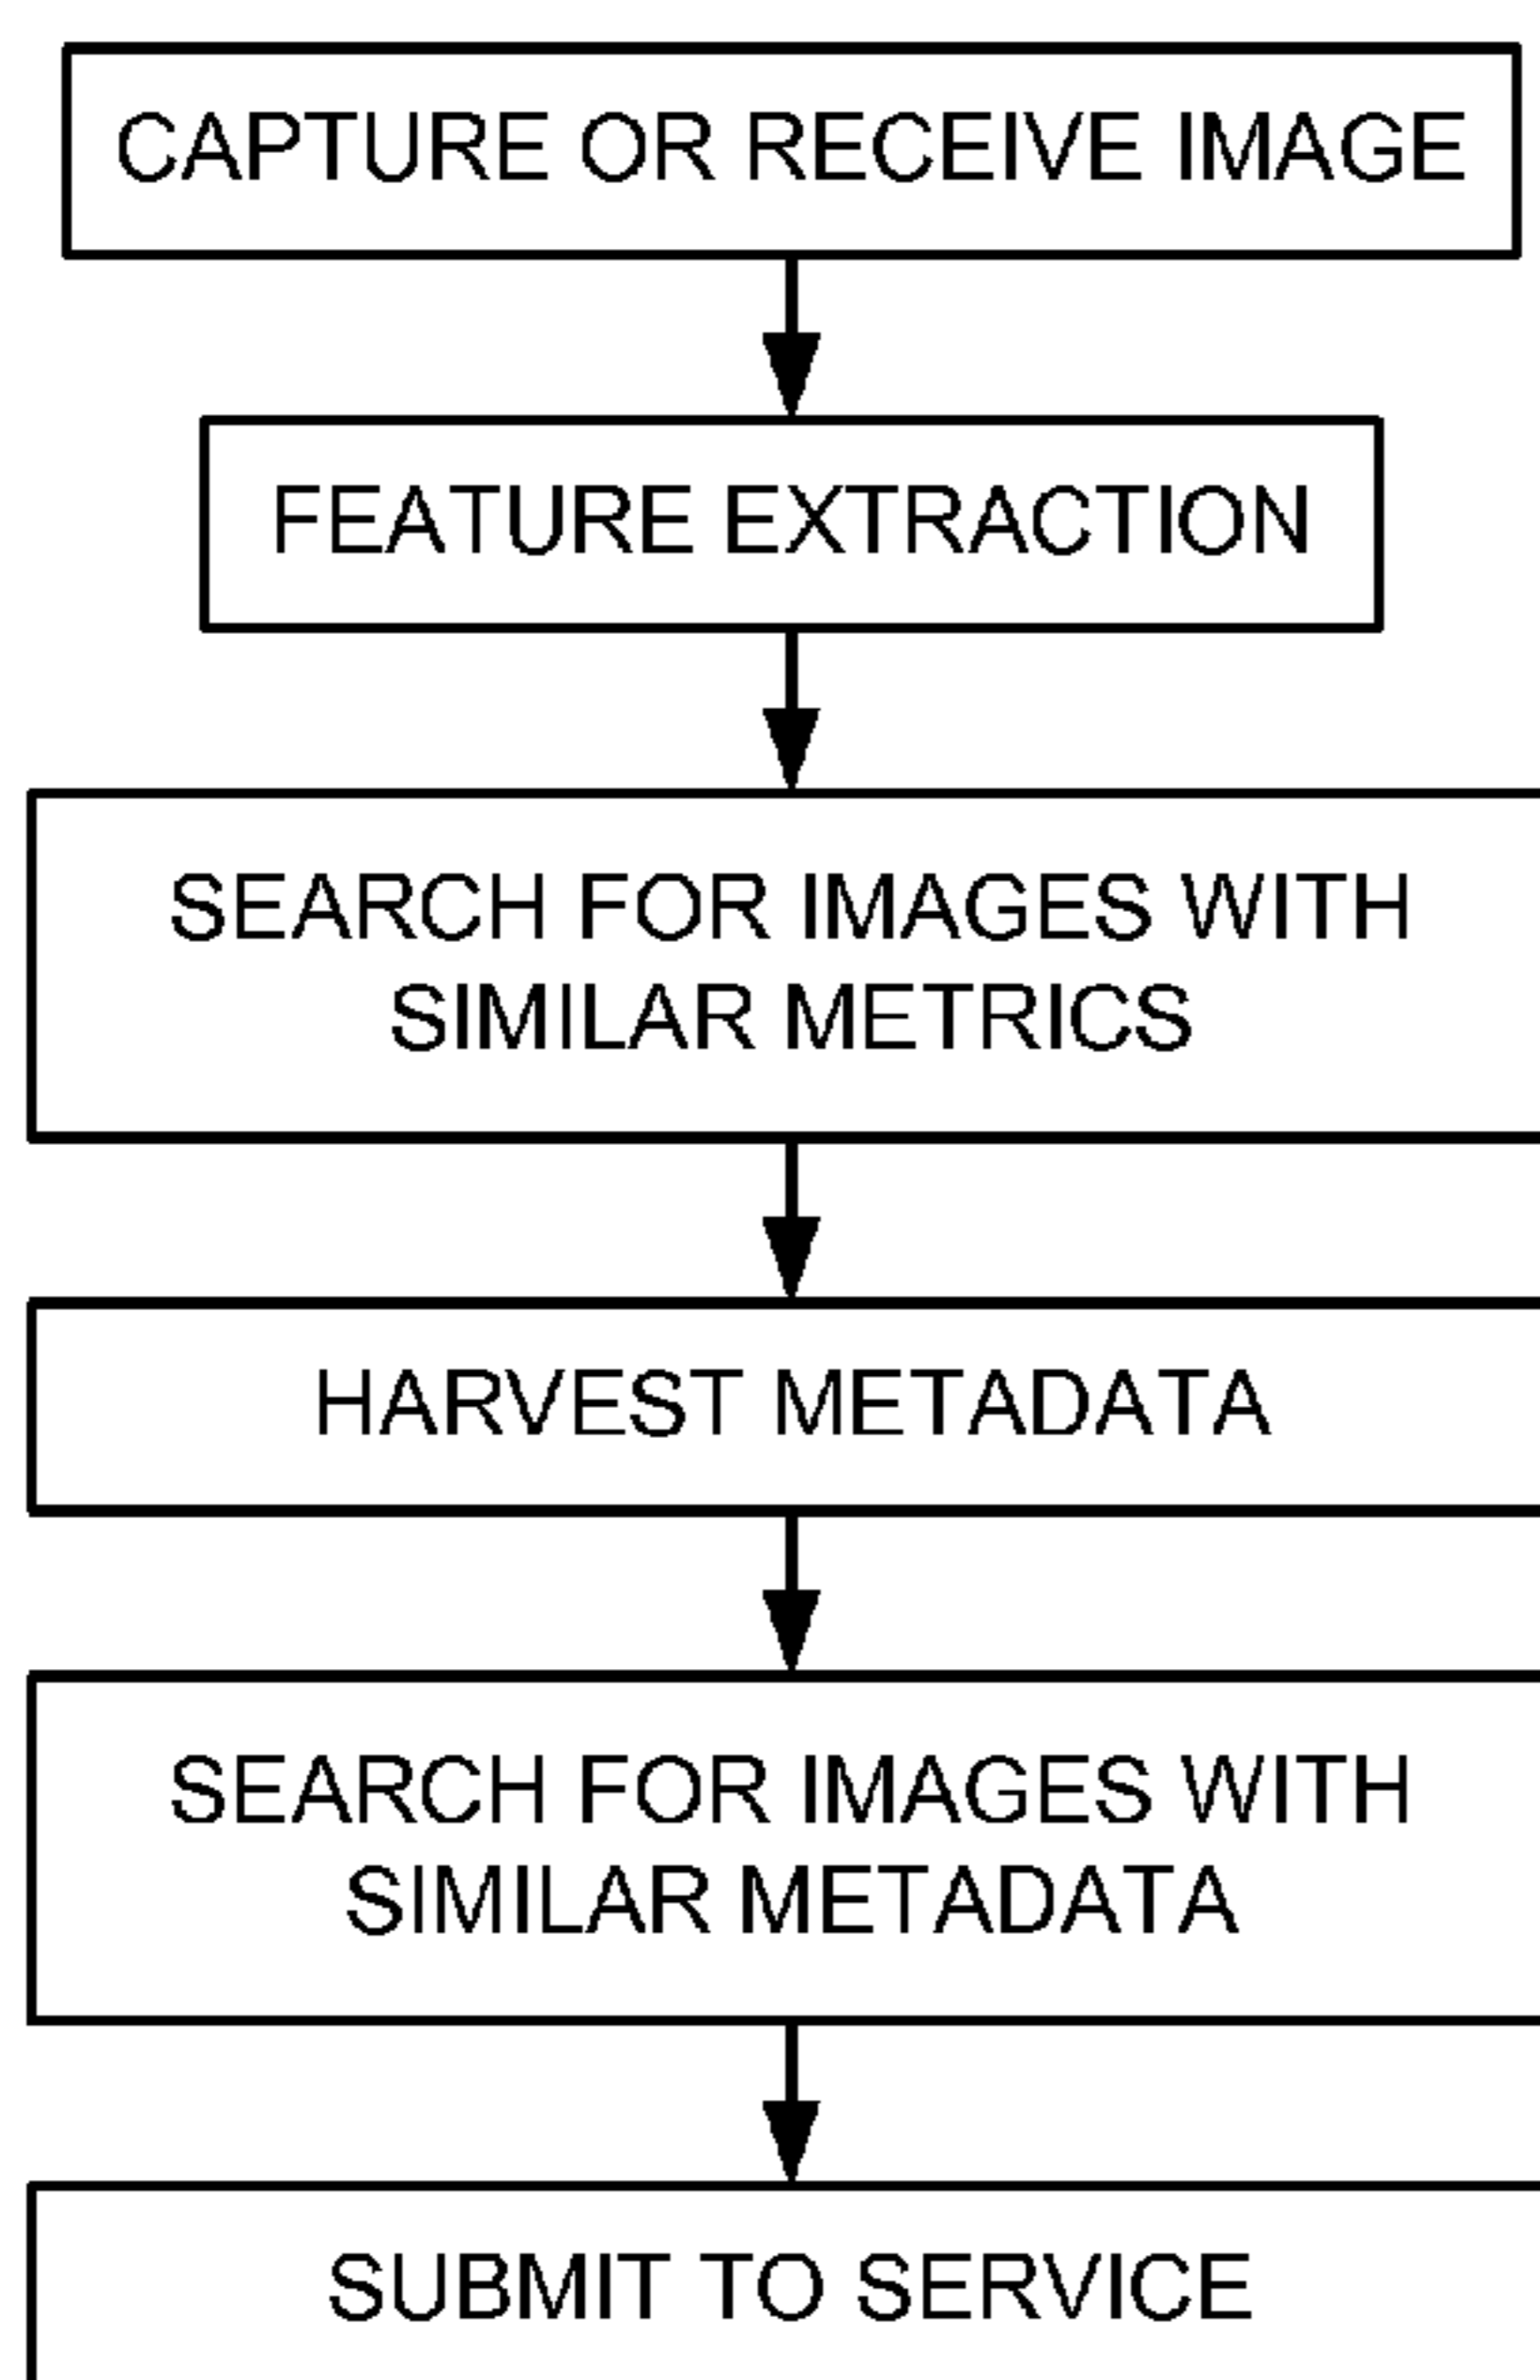 CAPTURE OR RECEIVE IMAGE
FEATURE EXTRACTION
SEARCH FOR IMAGES WITH
SIMILAR METRICS
HARVEST METADATA
SEARCH FOR IMAGES WITH
SIMILAR METADATA
SUBMIT TO SERVICE